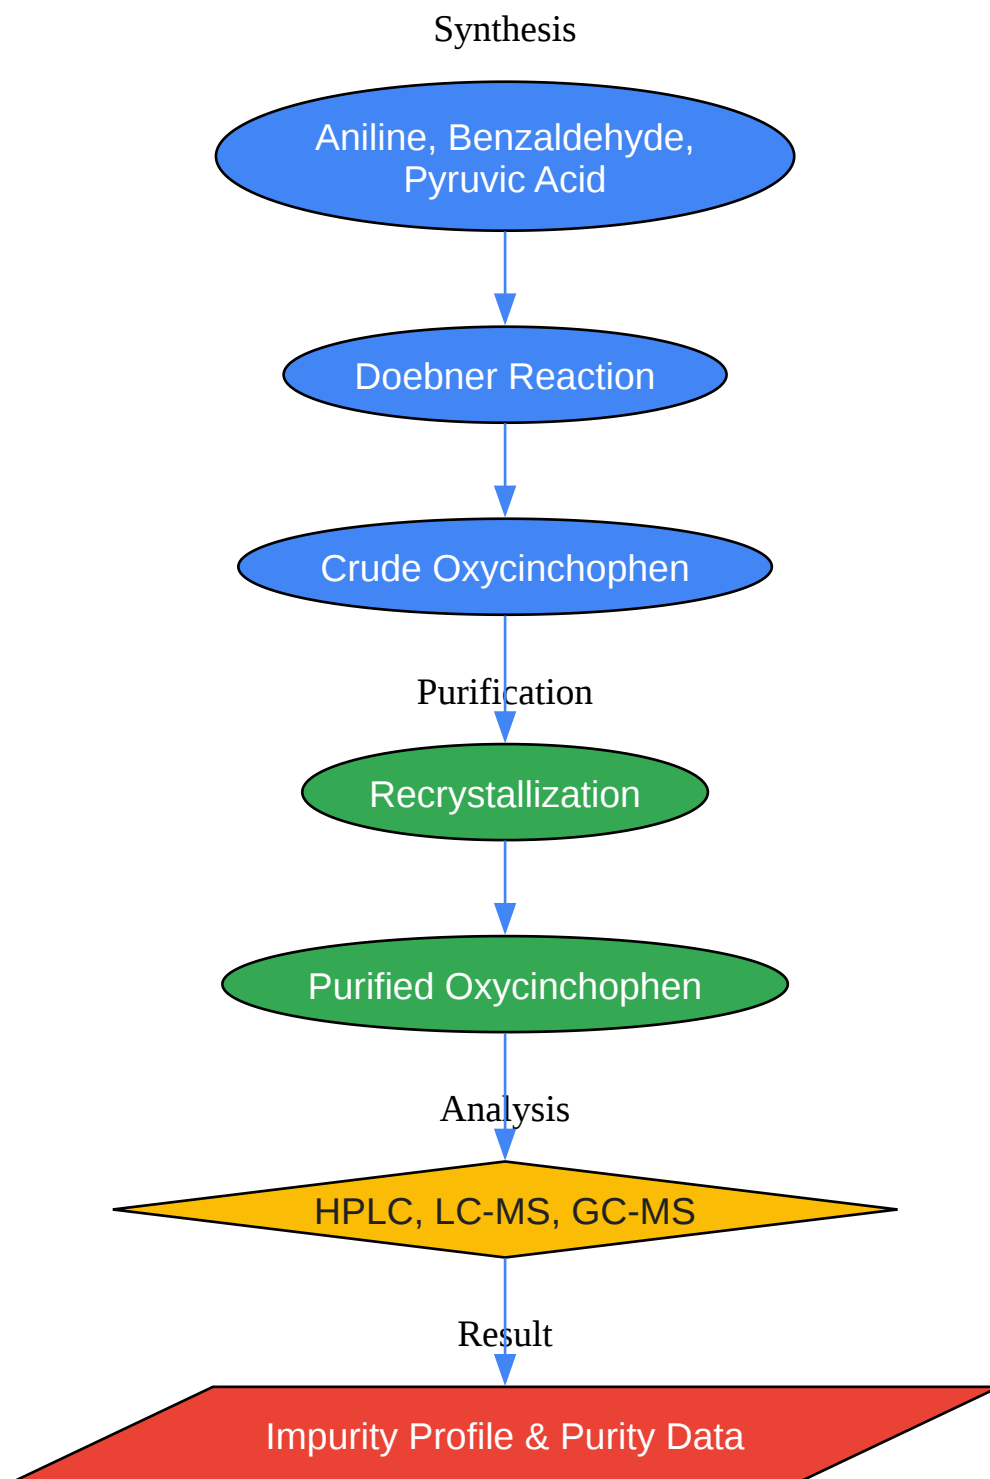 Synthesis
Aniline, Benzaldehyde,
Pyruvic Acid
Doebner Reaction
Crude Oxycinchophen
Purification
Recrystallization
Purified Oxycinchophen
Analysis
HPLC, LC-MS, GC-MS
Result
Impurity Profile & Purity Data